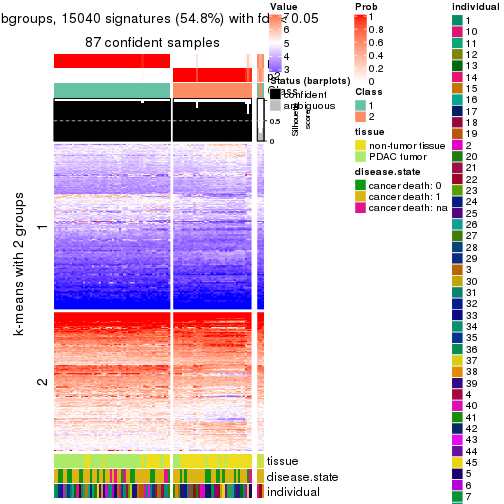 bgroups, 15040 signatures (54.8%) with fd < 0.05
87 confident samples
Class
k-means with 2 groups
1
2
tissue
disease.state
individual
0.5
0
Silhouette score
Value
6
5
4
3
Status (barplots)
confident
ambiguous
Prob
1
0.8
0.6
0.4
0.2
0
Class
1
2
tissue
non-tumor tissue
PDAC tumor
disease.state
cancer death: 0
cancer death: 1
cancer death: na
individual
1
10
11
12
13
14
15
16
17
18
19
2
20
21
22
23
24
25
26
27
28
29
3
30
31
32
33
34
35
36
37
38
39
4
40
41
42
43
44
45
5
6
7